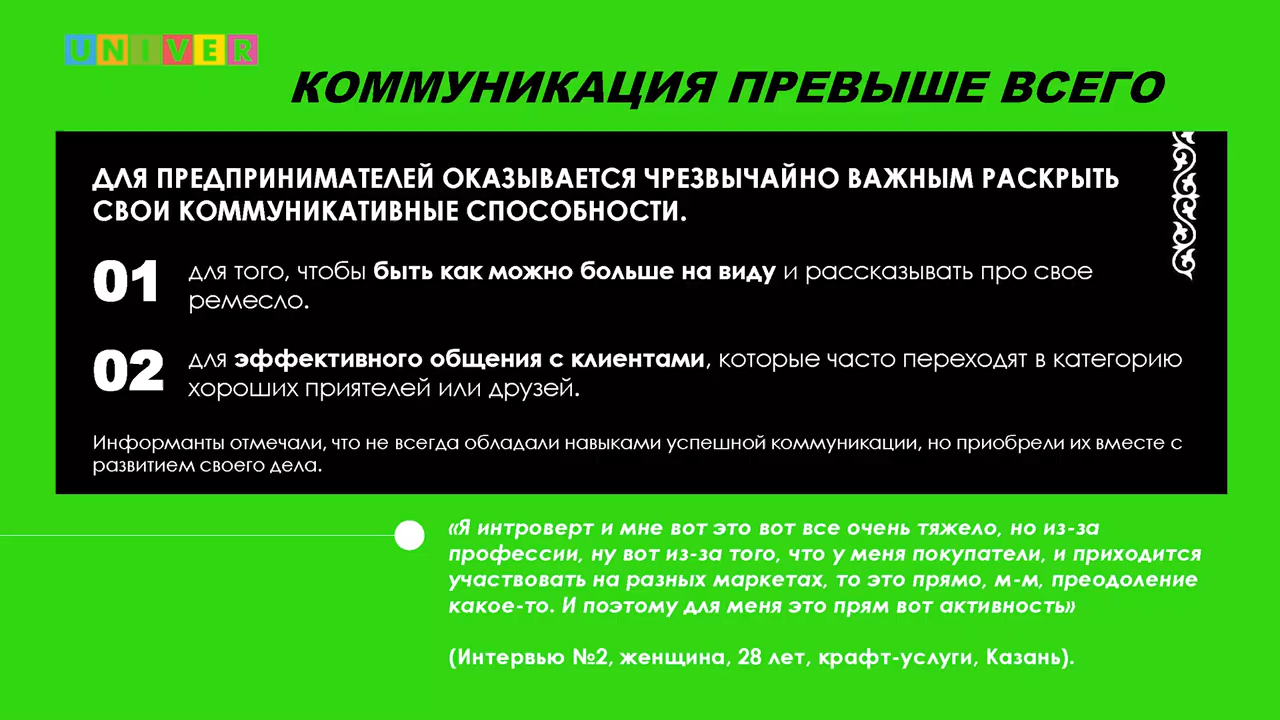 UNIVER
КОММУНИКАЦИЯ ПРЕВЫШЕ ВСЕГО
ДЛЯ ПРЕДПРИНИМАТЕЛЕЙ ОКАЗЫВАЕТСЯ ЧРЕЗВЫЧАЙНО ВАЖНЫМ РАСКРЫТЬ
СВОИ КОММУНИКАТИВНЫЕ СПОСОБНОСТИ.
01 для того, чтобы быть как можно больше на виду и рассказывать про свое
ремесло.
02 для эффективного общения с клиентами, которые часто переходят в категорию
хороших приятелей или друзей.
Информанты отмечали, что не всегда обладали навыками успешной коммуникации, но приобрели их вместе с
развитием своего дела.
«Я интроверт и мне вот это вот все очень тяжело, но из-за
профессии, ну вот из-за того, что у меня покупатели, и приходится
участвовать на разных маркетах, то это прямо, м-м, преодоление
какое-то. И поэтому для меня это прям вот активность»
(Интервью №2, женщина, 28 лет, крафт-услуги, Казань).